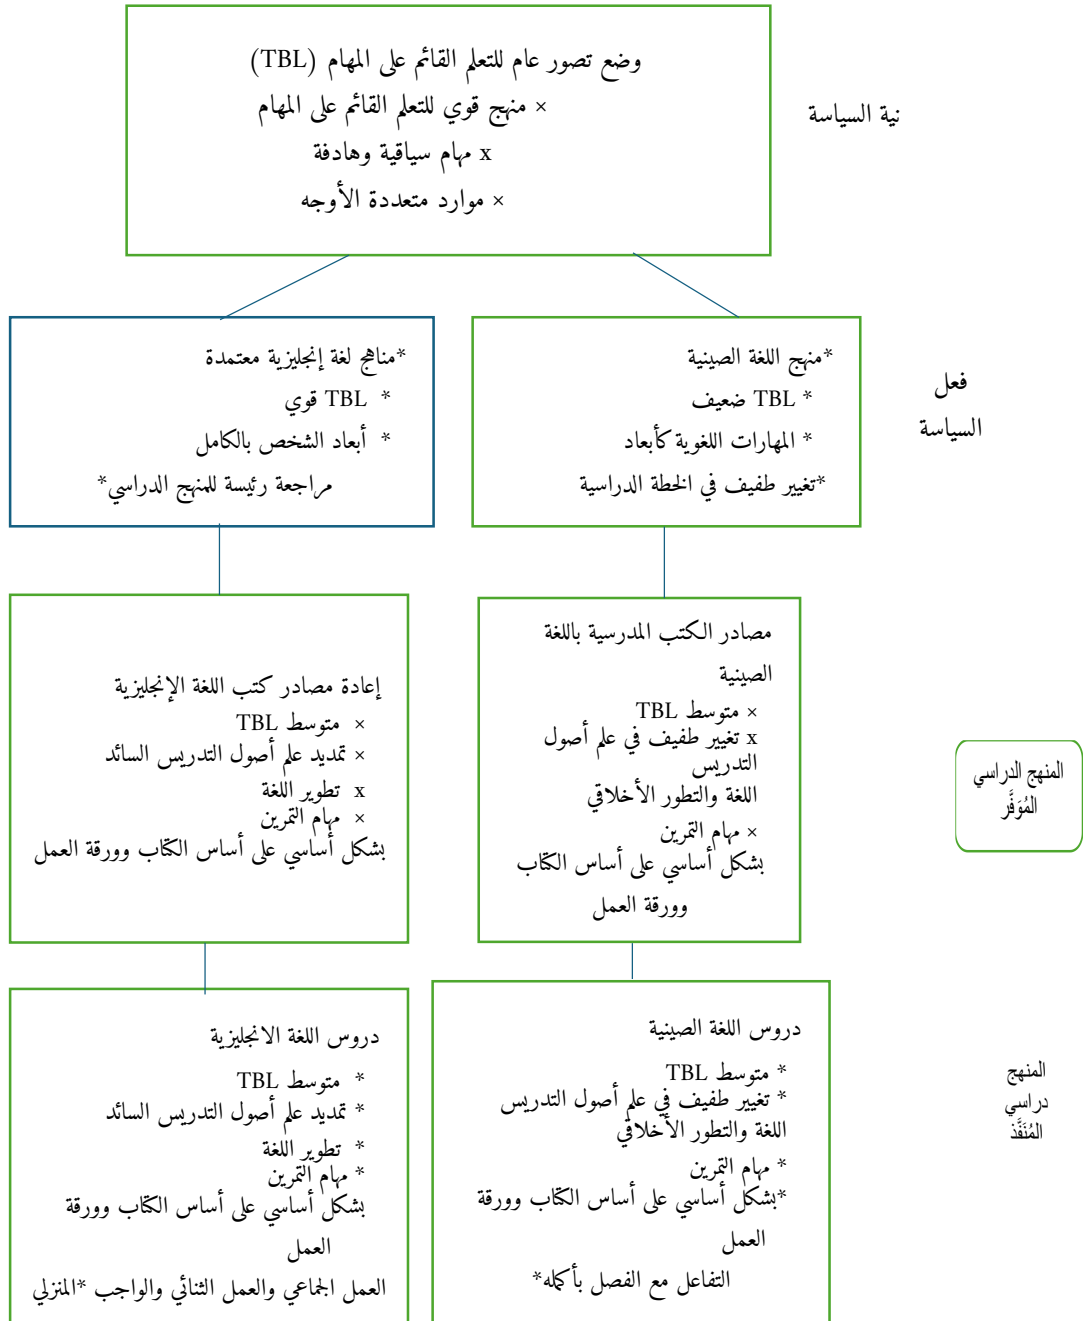 وضع تصور عام للتعلم القائم على المهام (TBL)
× منهج قوي للتعلم القائم على المهام
x مهام سياقية وهادفة
× موارد متعددة الأوجه
نية السياسة
*منهج اللغة الصينية
* TBL ضعيف
* المهارات اللغوية كأبعاد
*تغيير طفيف في الخطة الدراسية
*مناهج لغة إنجليزية معتمدة
* TBL قوي
* أبعاد الشخص بالكامل
مراجعة رئيسة للمنهج الدراسي*
فعل
السياسة
مصادر الكتب المدرسية باللغة
الصينية
× متوسط TBL
x تغيير طفيف في علم أصول
التدريس
اللغة والتطور الأخلاقي
× مهام التمرين
بشكل أساسي على أساس الكتاب
وورقة العمل
إعادة مصادر كتب اللغة الإنجليزية
× متوسط TBL
× تمديد علم أصول التدريس السائد
x تطوير اللغة
× مهام التمرين
بشكل أساسي على أساس الكتاب وورقة العمل
المنهج الدراسي
المُوَفَّر
دروس اللغة الصينية
* متوسط TBL
* تغيير طفيف في علم أصول التدريس
اللغة والتطور الأخلاقي
* مهام التمرين
*بشكل أساسي على أساس الكتاب وورقة
العمل
التفاعل مع الفصل بأكمله*
دروس اللغة الانجليزية
* متوسط TBL
* تمديد علم أصول التدريس السائد
* تطوير اللغة
* مهام التمرين
بشكل أساسي على أساس الكتاب وورقة
العمل
العمل الجماعي والعمل الثنائي والواجب *المنزلي
المنهج
دراسي
المُنَفَّذ